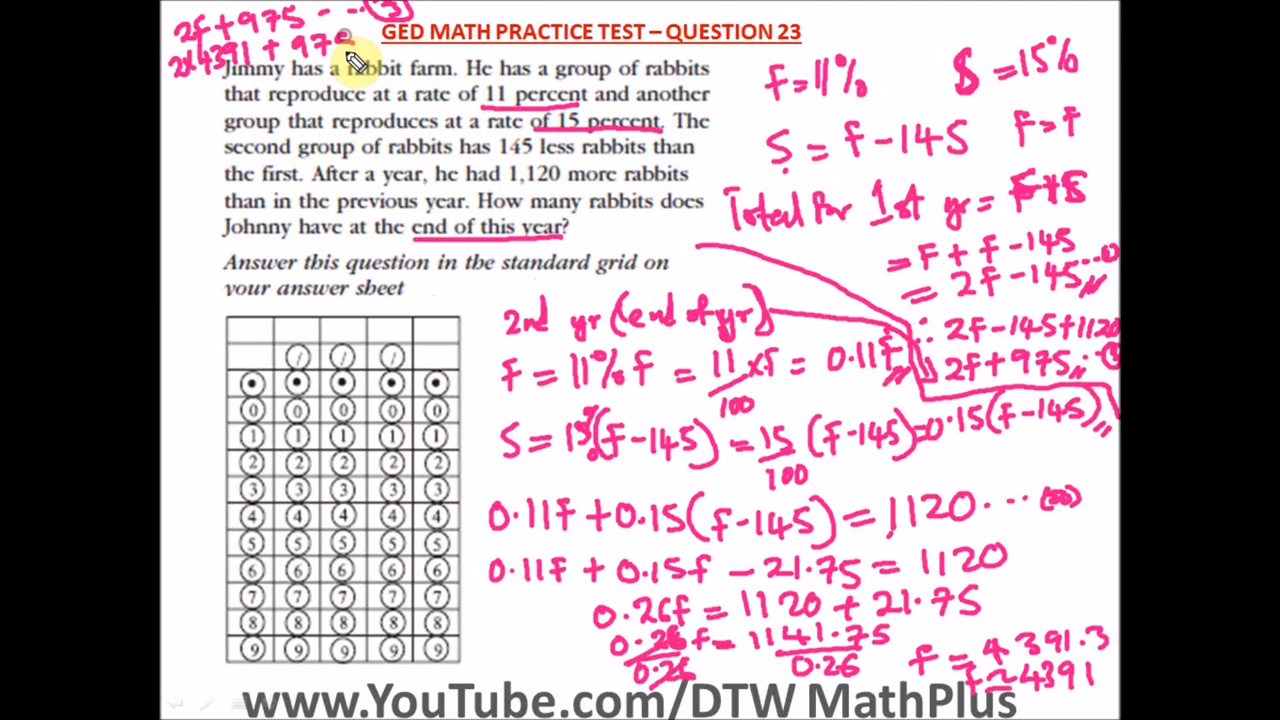 2f + 975 - - - (3)
2x4391 + 975
GED MATH PRACTICE TEST – QUESTION 23
Jimmy has a rabbit farm. He has a group of rabbits
that reproduce at a rate of 11 percent and another
group that reproduces at a rate of 15 percent. The
second group of rabbits has 145 less rabbits than
the first. After a year, he had 1,120 more rabbits
than in the previous year. How many rabbits does
Johnny have at the end of this year?
Answer this question in the standard grid on
your answer sheet
f = 11%
S = 15%
S = f - 145
F = f
Total for 1st yr = F + S
= F + f - 145
= 2f - 145
∴ 2f - 145 + 1120
2f + 975
2nd yr (end of yr)
F = 11% f = 11/100 x f = 0.11f
S = 15% (f - 145) = 15/100 (f - 145) = 0.15(f - 145)
0.11f + 0.15(f - 145) = 1120
0.11f + 0.15f - 21.75 = 1120
0.26f = 1120 + 21.75
0.26f/0.26 = 1141.75/0.26
f = 4391.3
f ≈ 4391
/ / /
• • • • •
0 0 0 0 0
1 1 1 1 1
2 2 2 2 2
3 3 3 3 3
4 4 4 4 4
5 5 5 5 5
6 6 6 6 6
7 7 7 7 7
8 8 8 8 8
9 9 9 9 9
www.YouTube.com/DTW MathPlus